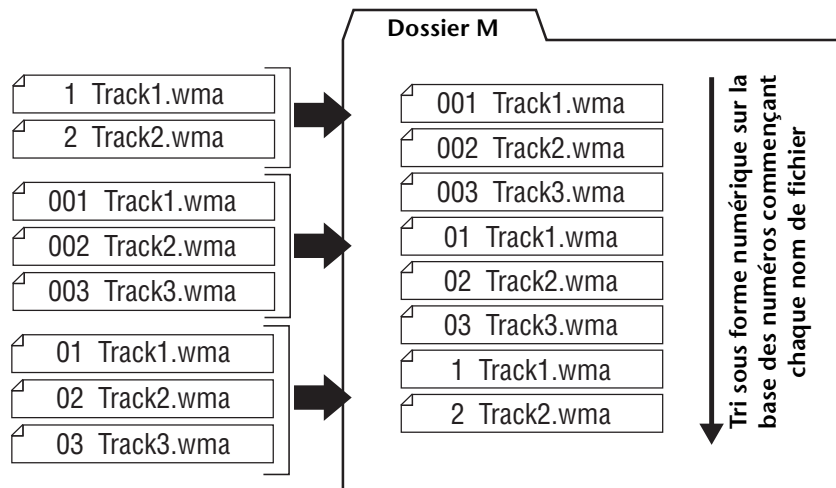 Dossier M
1 Track1.wma
2 Track2.wma
001 Track1.wma
002 Track2.wma
003 Track3.wma
01 Track1.wma
02 Track2.wma
03 Track3.wma
001 Track1.wma
002 Track2.wma
003 Track3.wma
01 Track1.wma
02 Track2.wma
03 Track3.wma
1 Track1.wma
2 Track2.wma
Tri sous forme numérique sur la
base des numéros commençant
chaque nom de fichier